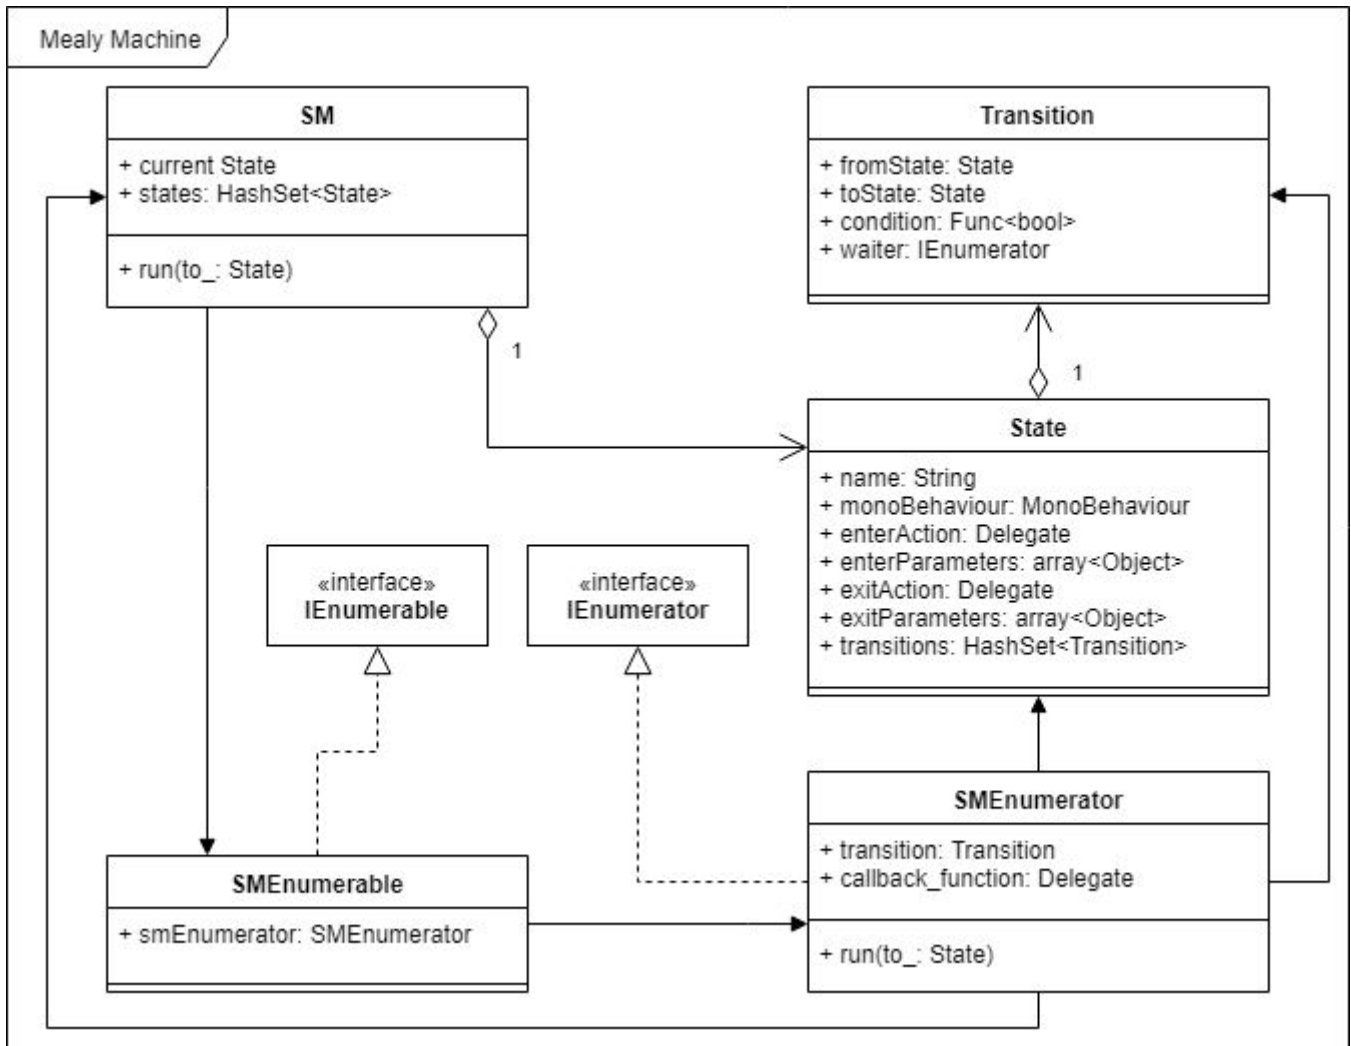 Mealy Machine
SM
+ current State
+ states: HashSet<State>
+ run(to_: State)
1
Transition
+ fromState: State
+ toState: State
+ condition: Func<bool>
+ waiter: IEnumerator
1
State
+ name: String
+ monoBehaviour: MonoBehaviour
+ enterAction: Delegate
+ enterParameters: array<Object>
+ exitAction: Delegate
+ exitParameters: array<Object>
+ transitions: HashSet<Transition>
«interface»
IEnumerable
«interface»
IEnumerator
SMEnumerable
+ smEnumerator: SMEnumerator
SMEnumerator
+ transition: Transition
+ callback_function: Delegate
+ run(to_: State)